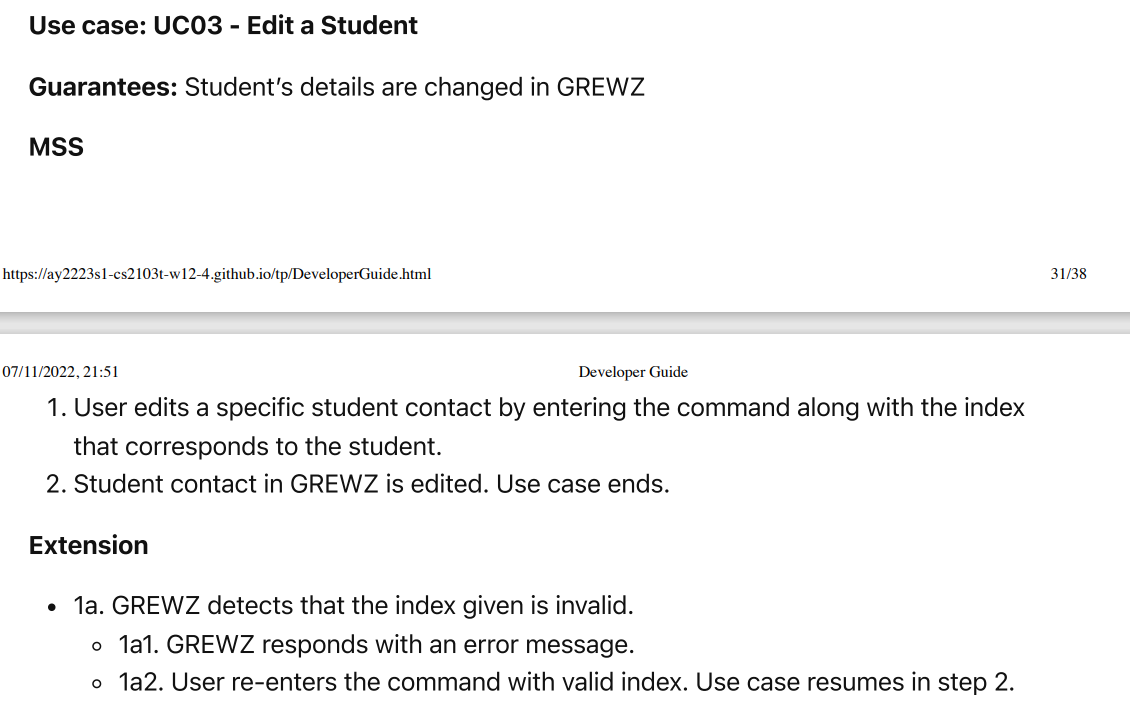 Use case: UC03 - Edit a Student
Guarantees: Student’s details are changed in GREWZ
MSS
https://ay2223s1-cs2103t-w12-4.github.io/tp/DeveloperGuide.html 31/38
07/11/2022, 21:51 Developer Guide
1. User edits a specific student contact by entering the command along with the index
that corresponds to the student.
2. Student contact in GREWZ is edited. Use case ends.
Extension
• 1a. GREWZ detects that the index given is invalid.
○ 1a1. GREWZ responds with an error message.
○ 1a2. User re-enters the command with valid index. Use case resumes in step 2.